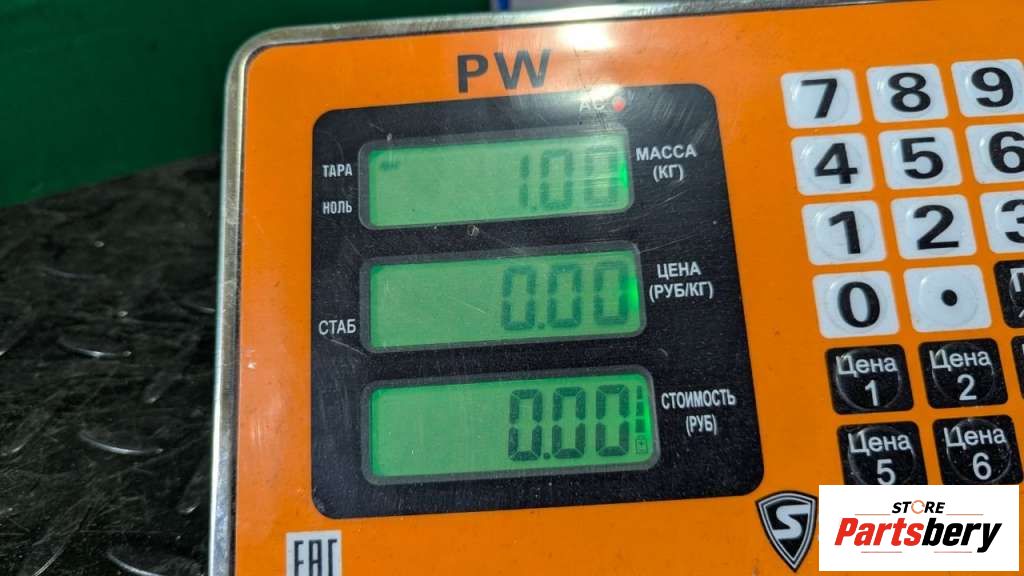 PW
AC
ТАРА
НОЛЬ
1.00
МАССА
(КГ)
0.00
ЦЕНА
(РУБ/КГ)
СТАБ
0.00
СТОИМОСТЬ
(РУБ)
7 8 9
4 5 6
1 2 3
0 .
Цена
1
Цена
2
Цена
5
Цена
6
EAC
S
STORE
Partsbery